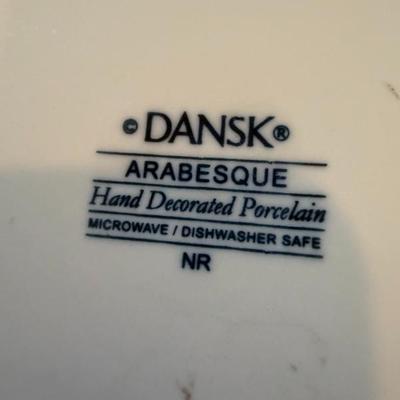 © DANSK®
ARABESQUE
Hand Decorated Porcelain
MICROWAVE / DISHWASHER SAFE
NR